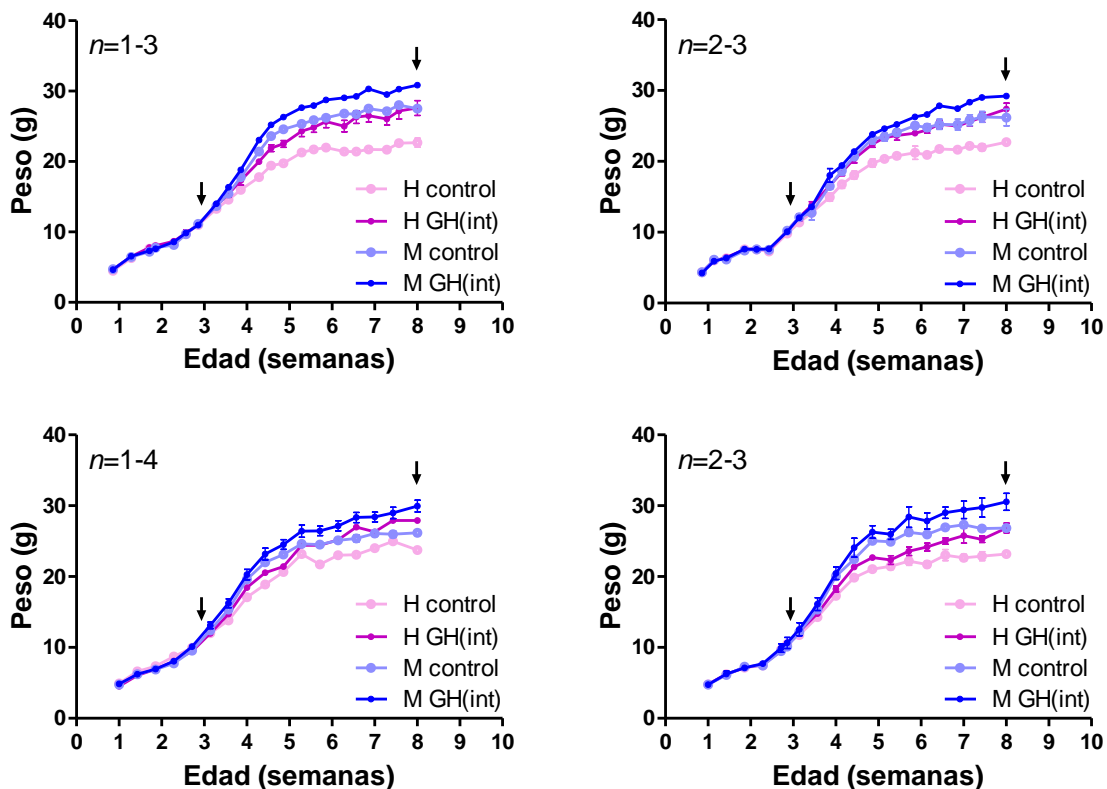 n=1-3
Peso (g)
40
30
20
10
0
H control
H GH(int)
M control
M GH(int)
0 1 2 3 4 5 6 7 8 9 10
Edad (semanas)
n=2-3
Peso (g)
40
30
20
10
0
H control
H GH(int)
M control
M GH(int)
0 1 2 3 4 5 6 7 8 9 10
Edad (semanas)
n=1-4
Peso (g)
40
30
20
10
0
H control
H GH(int)
M control
M GH(int)
0 1 2 3 4 5 6 7 8 9 10
Edad (semanas)
n=2-3
Peso (g)
40
30
20
10
0
H control
H GH(int)
M control
M GH(int)
0 1 2 3 4 5 6 7 8 9 10
Edad (semanas)